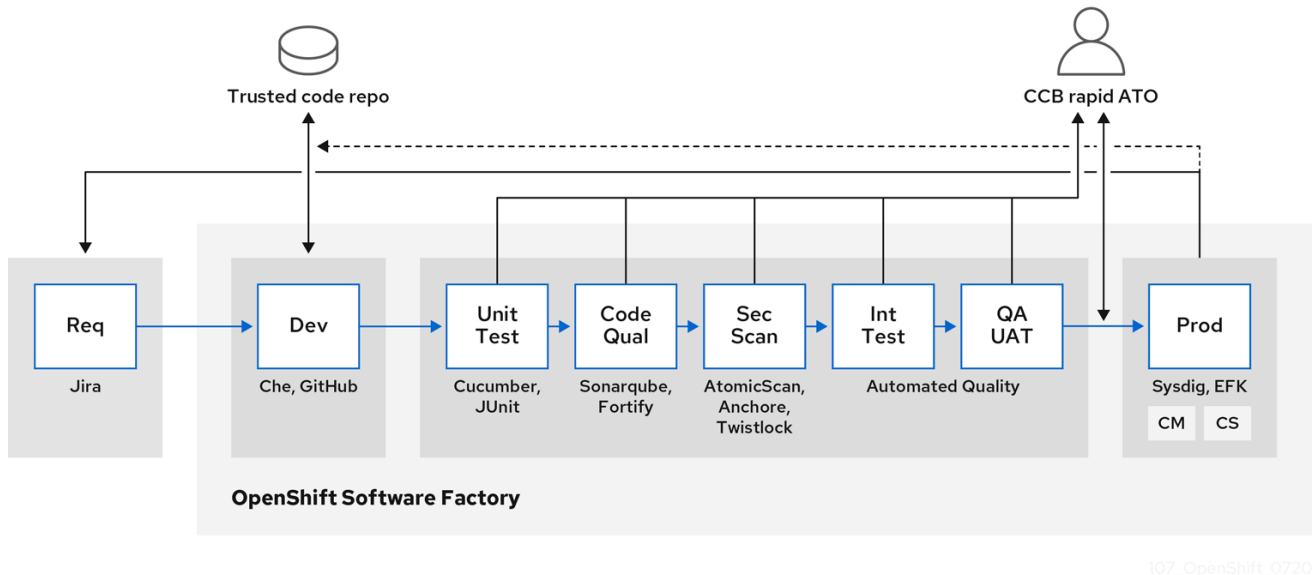 Trusted code repo
CCB rapid ATO
Req
Jira
Dev
Che, GitHub
Unit
Test
Cucumber,
JUnit
Code
Qual
Sonarqube,
Fortify
Sec
Scan
AtomicScan,
Anchore,
Twistlock
Int
Test
QA
UAT
Automated Quality
Prod
Sysdig, EFK
CM
CS
OpenShift Software Factory
107_OpenShift_0720